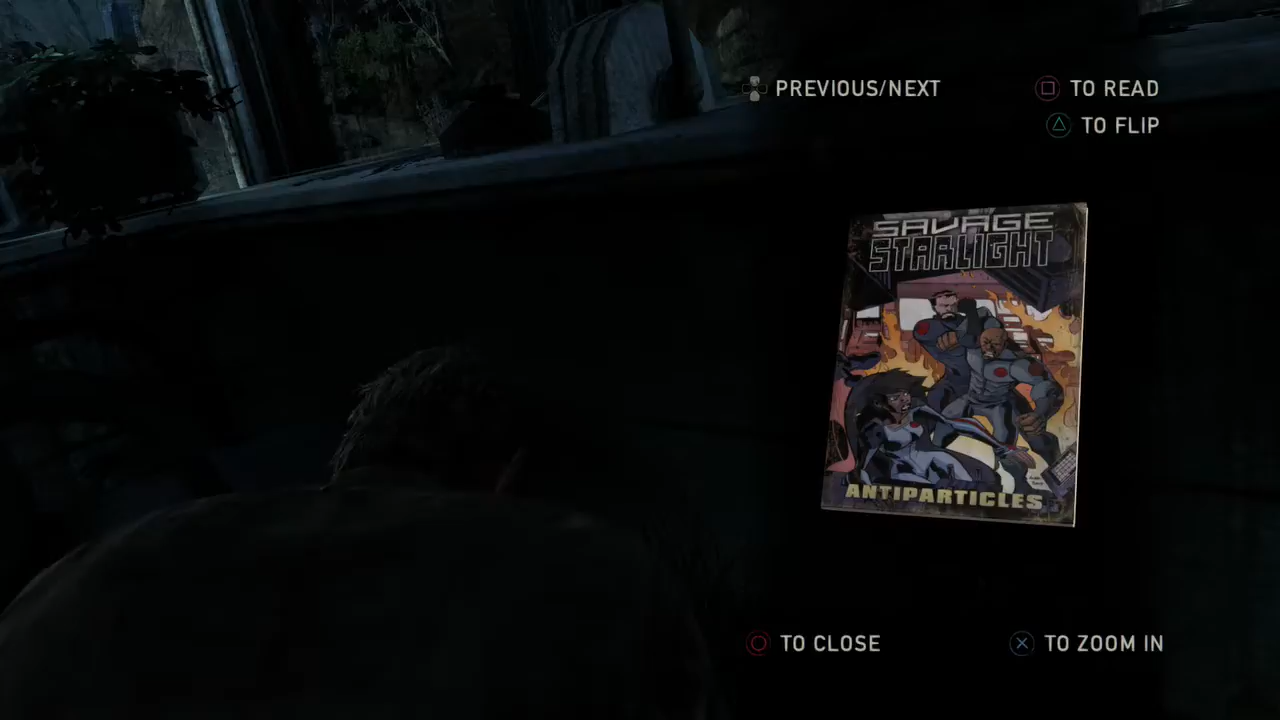 PREVIOUS/NEXT
TO READ
TO FLIP
SAVAGE
STARLIGHT
ANTIPARTICLES
TO CLOSE
TO ZOOM IN